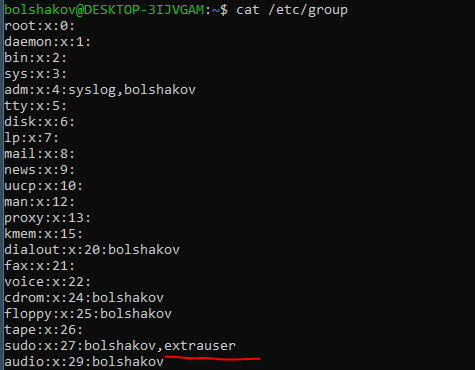 bolshakov@DESKTOP-3IJVGAM:~$ cat /etc/group
root:x:0:
daemon:x:1:
bin:x:2:
sys:x:3:
adm:x:4:syslog,bolshakov
tty:x:5:
disk:x:6:
lp:x:7:
mail:x:8:
news:x:9:
uucp:x:10:
man:x:12:
proxy:x:13:
kmem:x:15:
dialout:x:20:bolshakov
fax:x:21:
voice:x:22:
cdrom:x:24:bolshakov
floppy:x:25:bolshakov
tape:x:26:
sudo:x:27:bolshakov,extrauser
audio:x:29:bolshakov